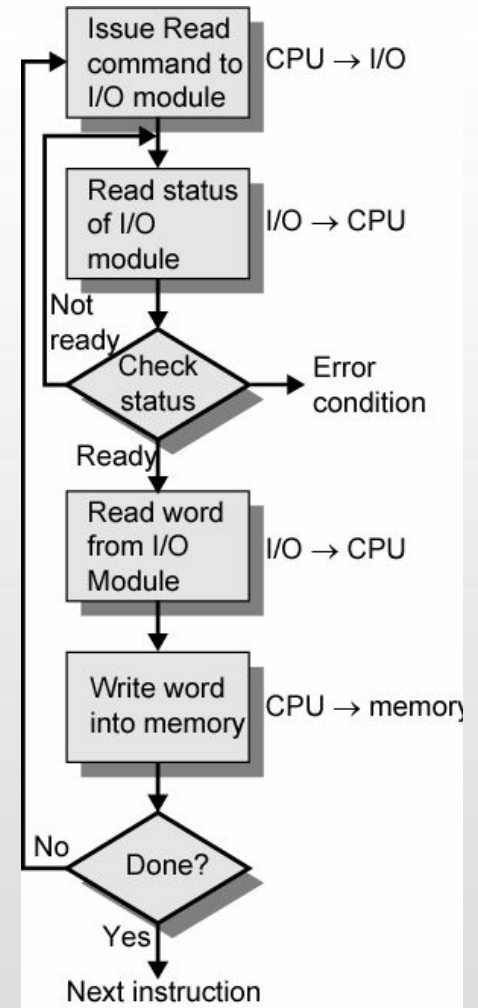 Issue Read
command to
I/O module
CPU → I/O
Read status
of I/O
module
I/O → CPU
Not
ready
Check
status
Error
condition
Ready
Read word
from I/O
Module
I/O → CPU
Write word
into memory
CPU → memory
No
Done?
Yes
Next instruction